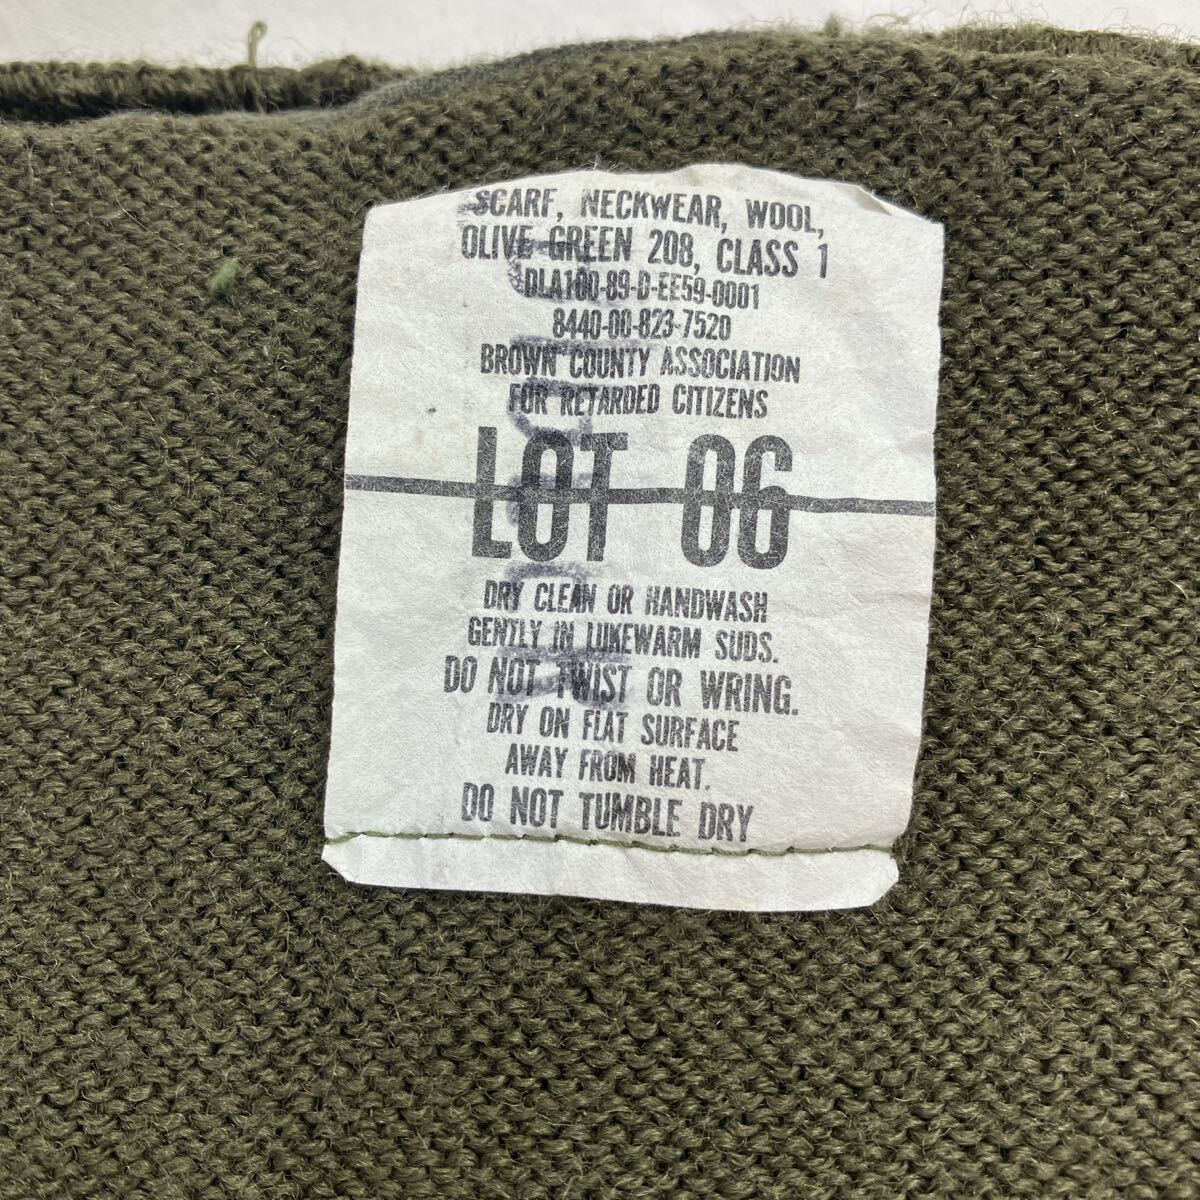 SCARF, NECKWEAR, WOOL,
OLIVE GREEN 208, CLASS 1
DLA100-89-D-EE59-0001
8440-00-823-7520
BROWN COUNTY ASSOCIATION
FOR RETARDED CITIZENS
LOT 06
DRY CLEAN OR HANDWASH
GENTLY IN LUKEWARM SUDS.
DO NOT TWIST OR WRING.
DRY ON FLAT SURFACE
AWAY FROM HEAT.
DO NOT TUMBLE DRY